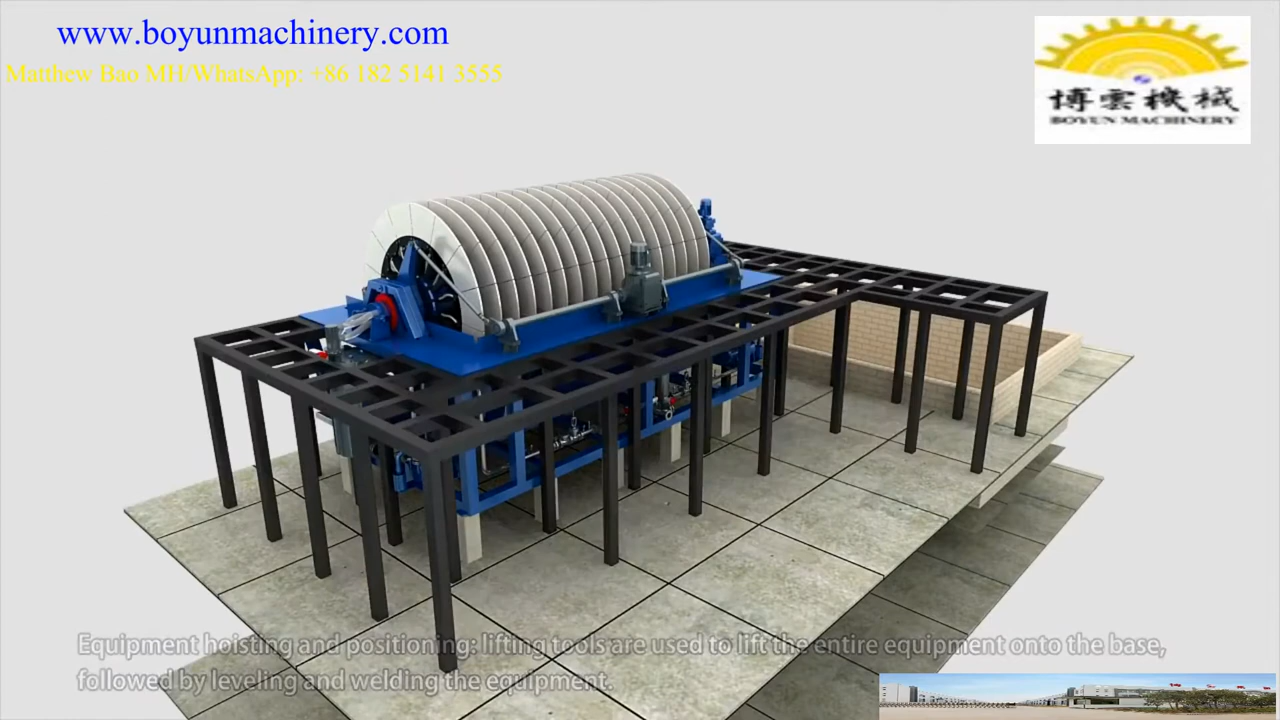 www.boyunmachinery.com
Matthew Bao MH/WhatsApp: +86 182 5141 3555
博雲機械
BOYUN MACHINERY
Equipment hoisting and positioning: lifting tools are used to lift the entire equipment onto the base,
followed by leveling and welding the equipment.